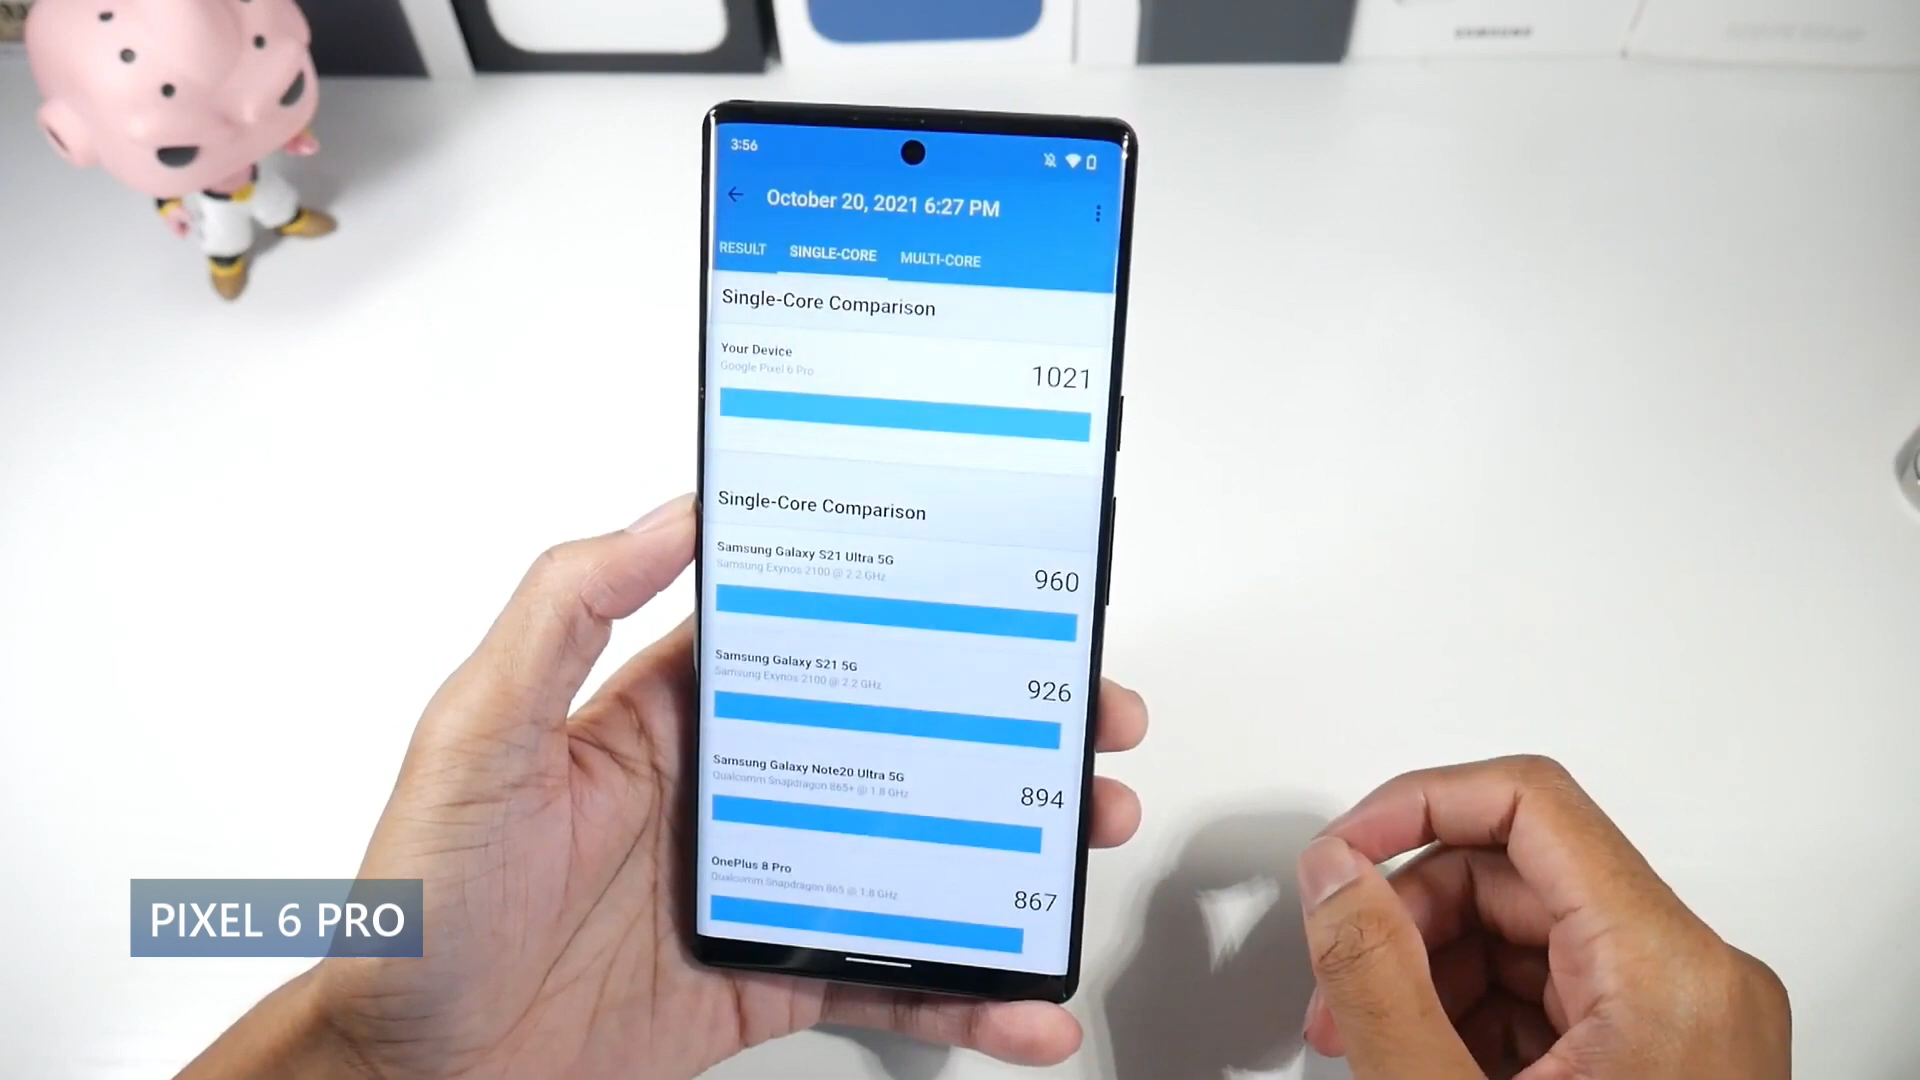 SAMSUNG
3:56
October 20, 2021 6:27 PM
RESULT SINGLE-CORE MULTI-CORE
Single-Core Comparison
Your Device
Google Pixel 6 Pro
1021
Single-Core Comparison
Samsung Galaxy S21 Ultra 5G
Samsung Exynos 2100 @ 2.2 GHz
960
Samsung Galaxy S21 5G
Samsung Exynos 2100 @ 2.2 GHz
926
Samsung Galaxy Note20 Ultra 5G
Qualcomm Snapdragon 865+ @ 1.8 GHz
894
OnePlus 8 Pro
Qualcomm Snapdragon 865 @ 1.8 GHz
867
PIXEL 6 PRO